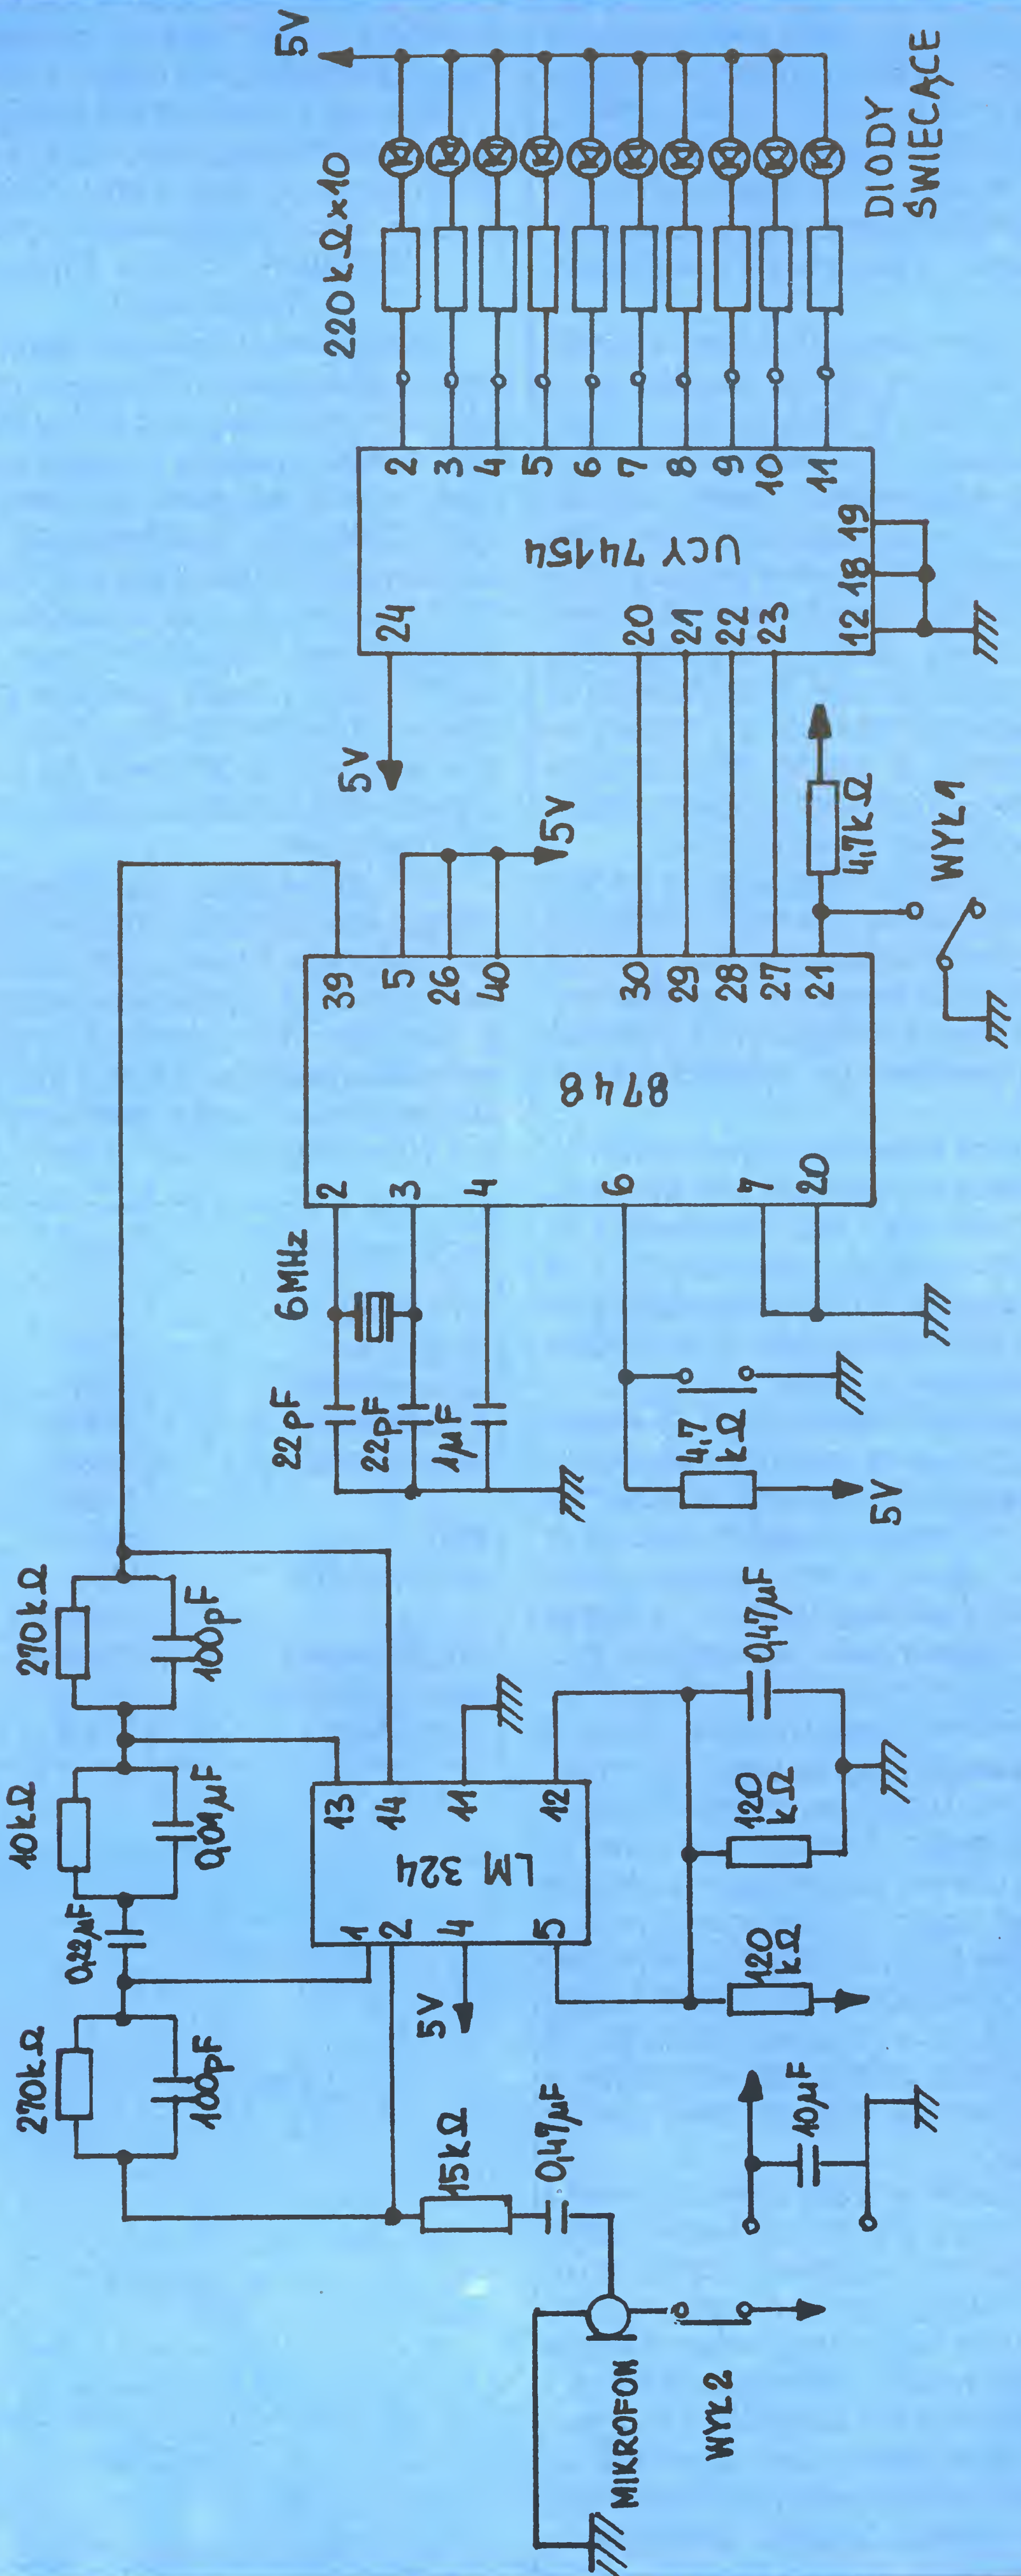 270kΩ
100pF
0,22µF
10kΩ
0,01µF
270kΩ
100pF
15kΩ
0,47µF
MIKROFON
WYŁ 2
10µF
LM 324
1
2
4
5
13
14
11
12
5V
120
kΩ
120
kΩ
0,47µF
22pF
22pF
1µF
6MHz
4,7
kΩ
5V
8748
2
3
4
6
7
20
39
5
26
40
30
29
28
27
21
5V
4,7kΩ
WYŁ1
5V
UCY 74154
24
20
21
22
23
12
18
19
2
3
4
5
6
7
8
9
10
11
220kΩ×10
5V
DIODY
ŚWIECĄCE